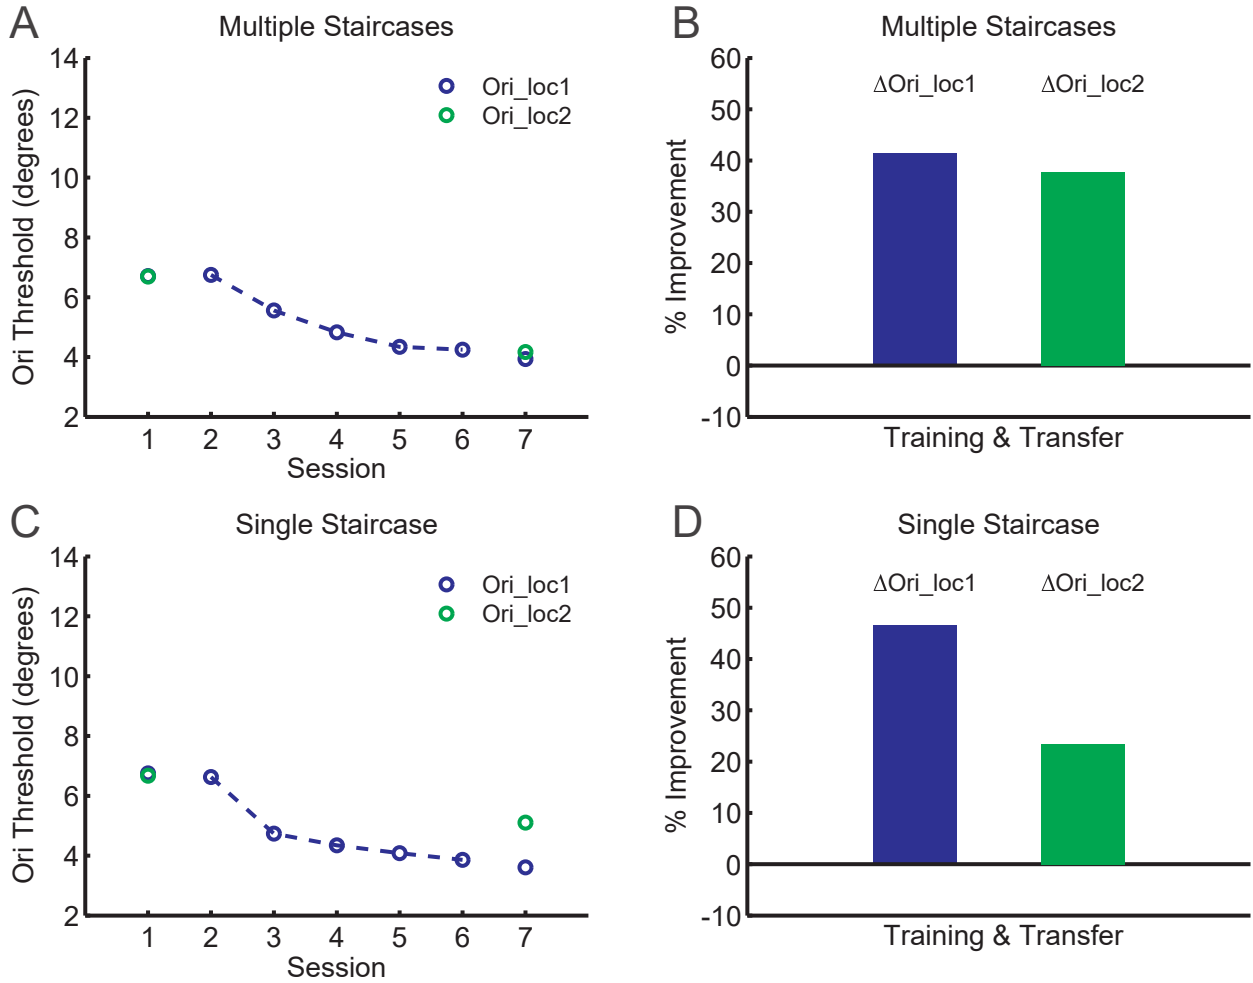 A
Multiple Staircases
Ori Threshold (degrees)
14
12
10
8
6
4
2
Ori_loc1
Ori_loc2
1 2 3 4 5 6 7
Session
B
Multiple Staircases
% Improvement
60
50
40
30
20
10
0
-10
ΔOri_loc1 ΔOri_loc2
Training & Transfer
C
Single Staircase
Ori Threshold (degrees)
14
12
10
8
6
4
2
Ori_loc1
Ori_loc2
1 2 3 4 5 6 7
Session
D
Single Staircase
% Improvement
60
50
40
30
20
10
0
-10
ΔOri_loc1 ΔOri_loc2
Training & Transfer